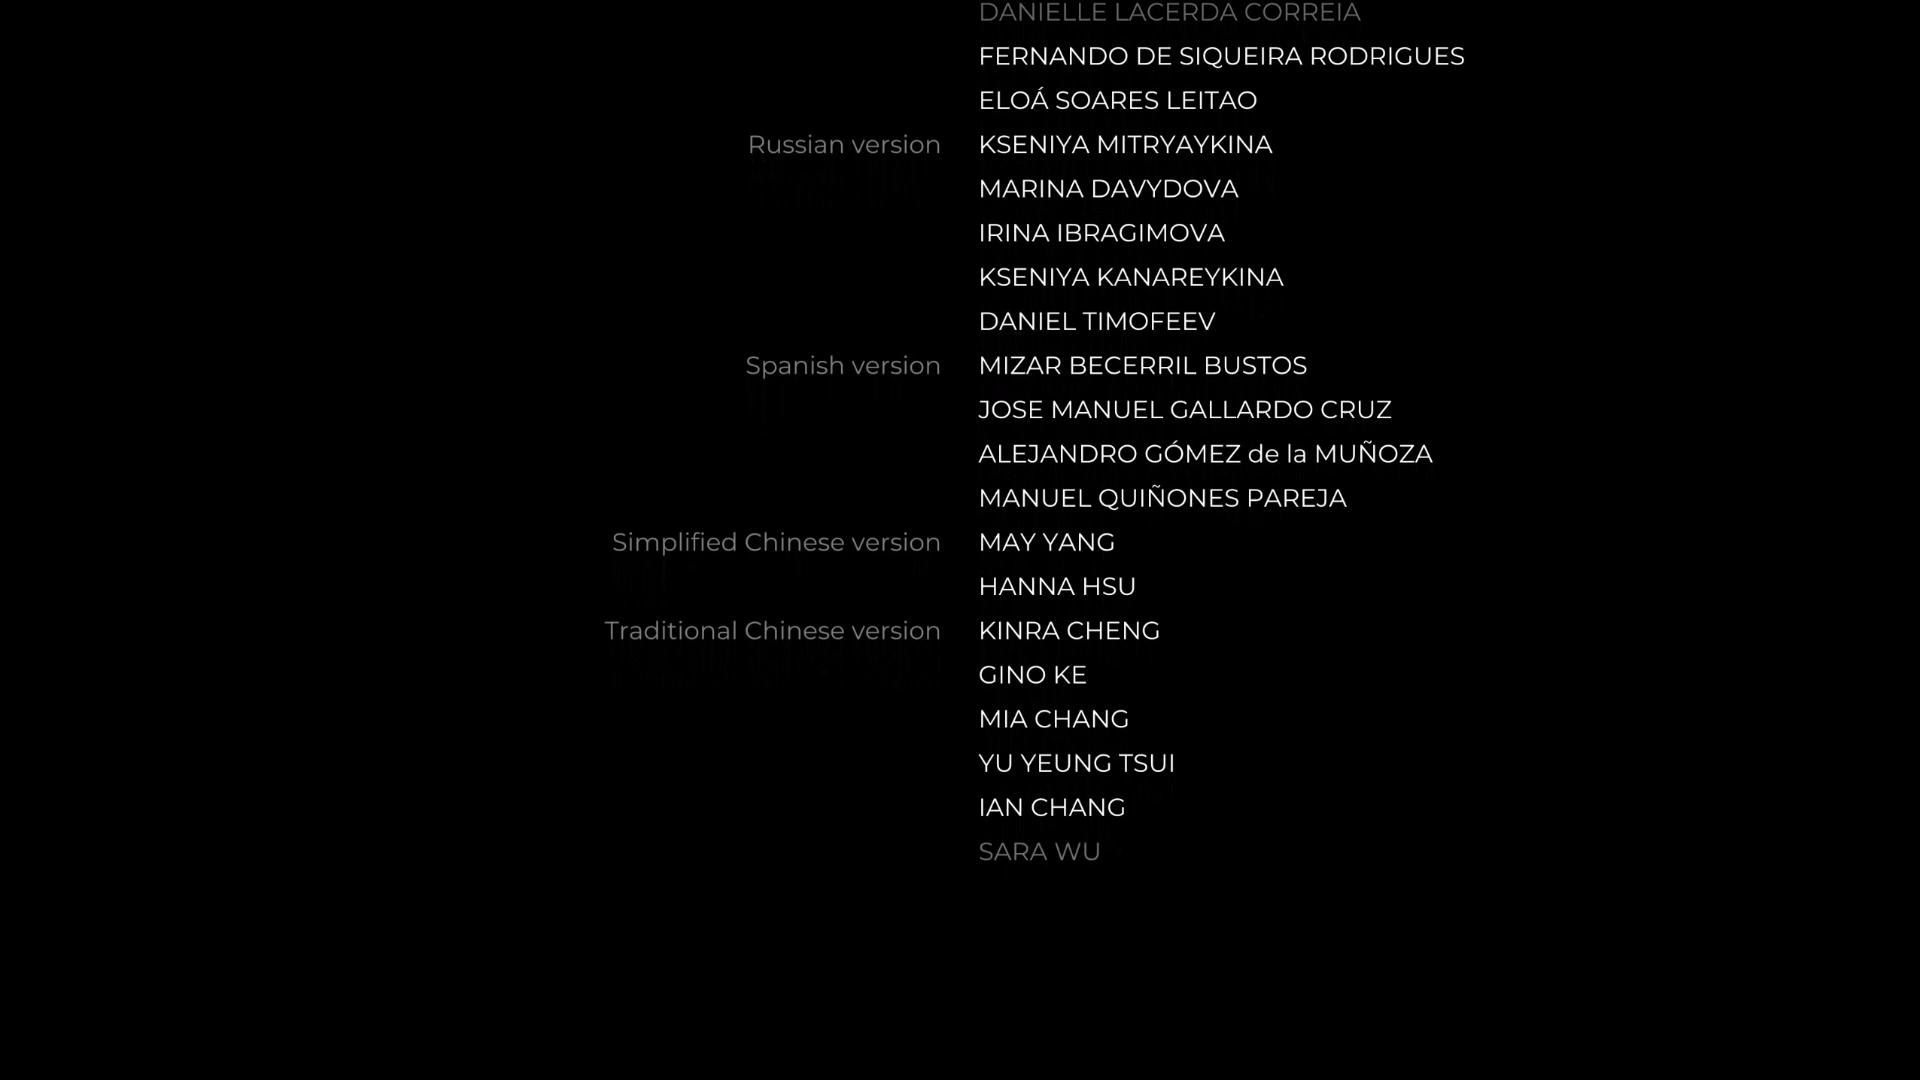 DANIELLE LACERDA CORREIA
FERNANDO DE SIQUEIRA RODRIGUES
ELOÁ SOARES LEITAO
Russian version KSENIYA MITRYAYKINA
MARINA DAVYDOVA
IRINA IBRAGIMOVA
KSENIYA KANAREYKINA
DANIEL TIMOFEEV
Spanish version MIZAR BECERRIL BUSTOS
JOSE MANUEL GALLARDO CRUZ
ALEJANDRO GÓMEZ de la MUÑOZA
MANUEL QUIÑONES PAREJA
Simplified Chinese version MAY YANG
HANNA HSU
Traditional Chinese version KINRA CHENG
GINO KE
MIA CHANG
YU YEUNG TSUI
IAN CHANG
SARA WU